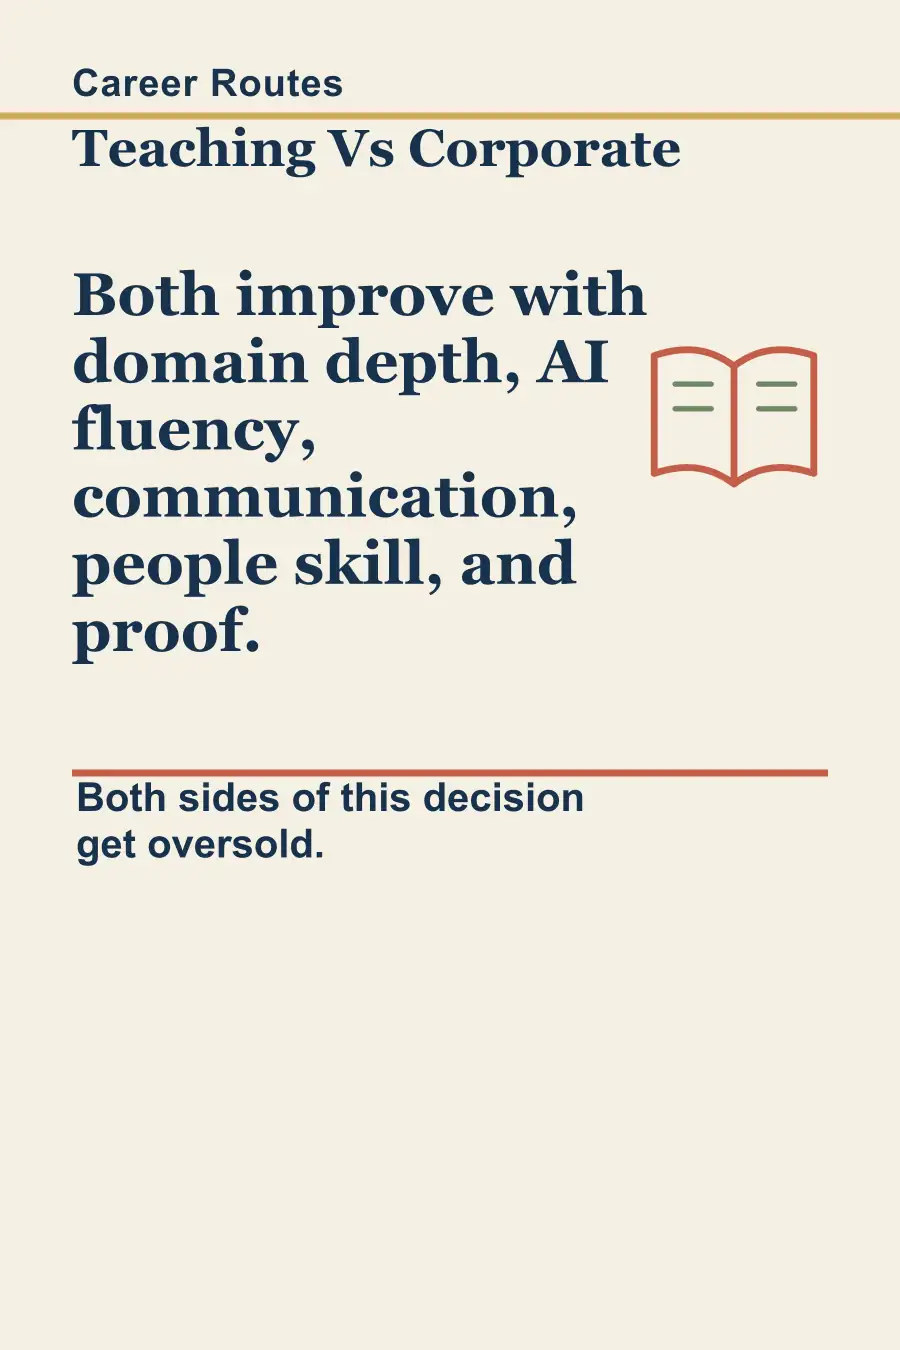 Career Routes
Teaching Vs Corporate
Both improve with
domain depth, AI
fluency,
communication,
people skill, and
proof.
Both sides of this decision
get oversold.